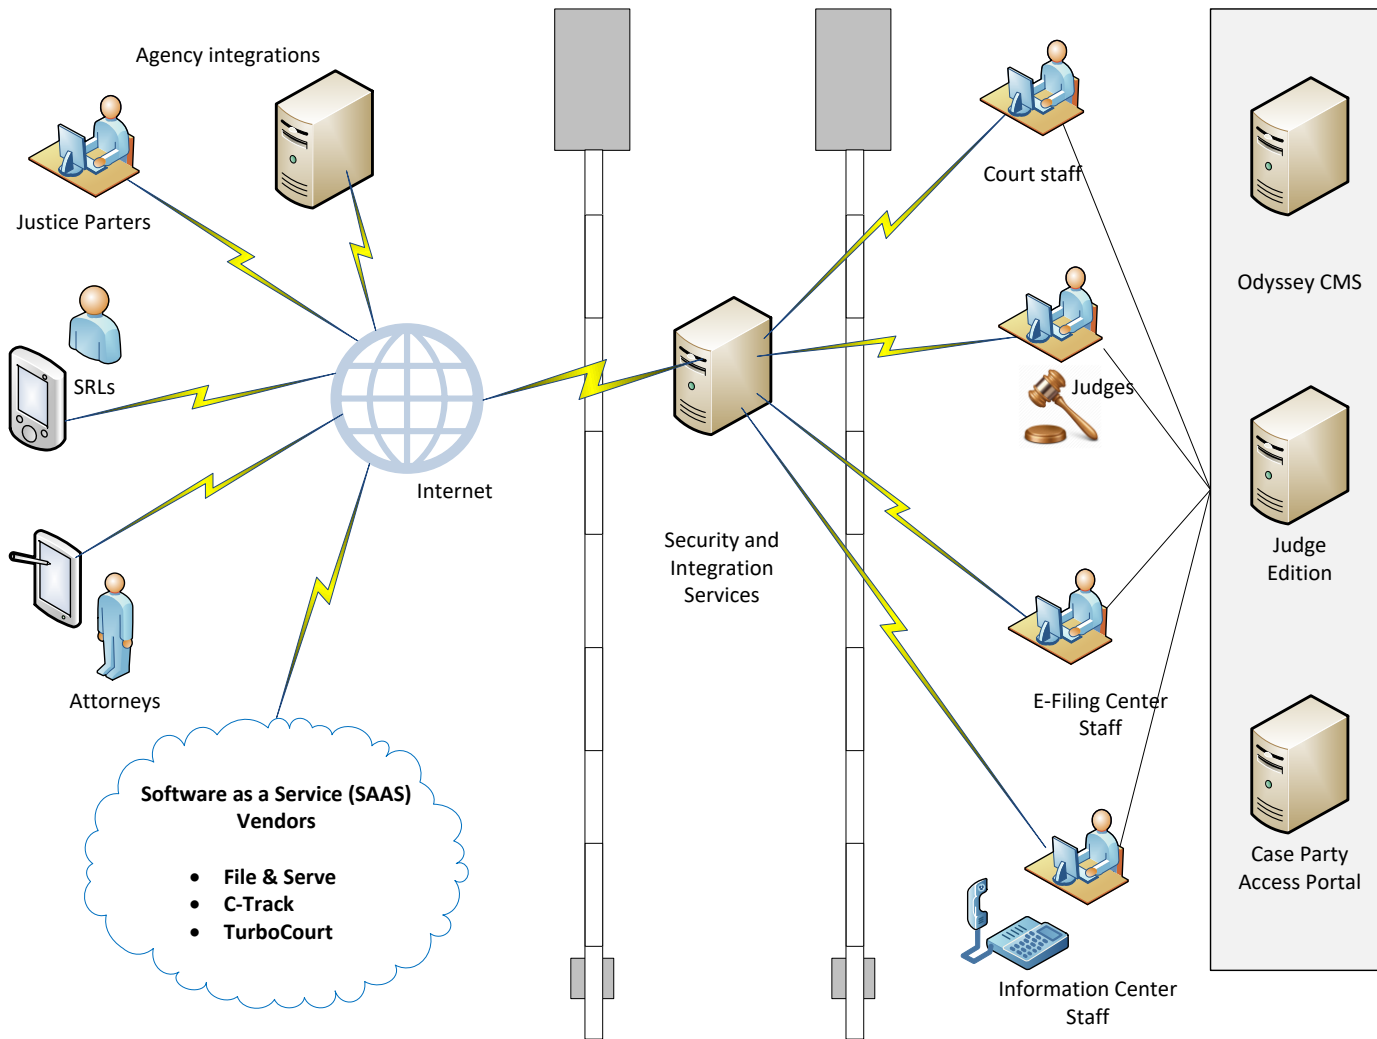 Agency integrations
Justice Parters
SRLs
Attorneys
Internet
Software as a Service (SAAS)
Vendors
• File & Serve
• C-Track
• TurboCourt
Security and
Integration
Services
Court staff
Judges
E-Filing Center
Staff
Information Center
Staff
Odyssey CMS
Judge
Edition
Case Party
Access Portal